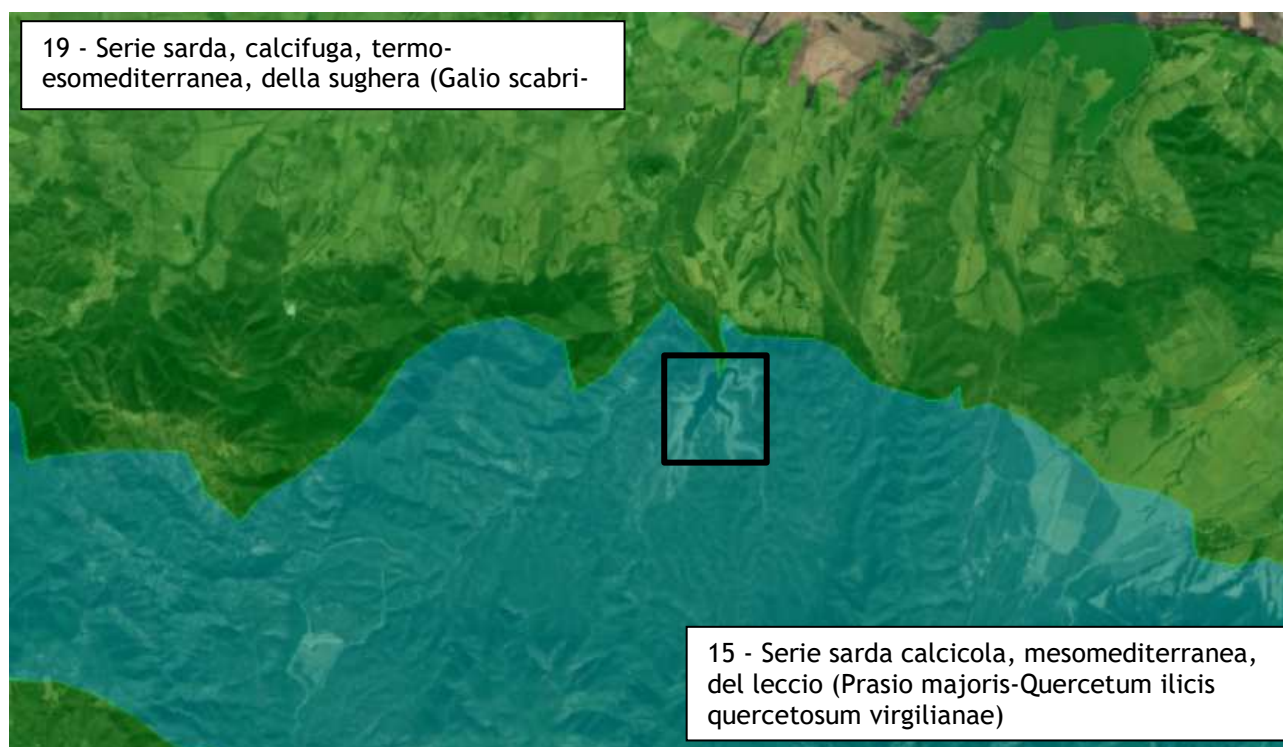 19 - Serie sarda, calcifuga, termo-
esomediterranea, della sughera (Galio scabri-
15 - Serie sarda calcicola, mesomediterranea,
del leccio (Prasio majoris-Quercetum ilicis
quercetosum virgilianae)